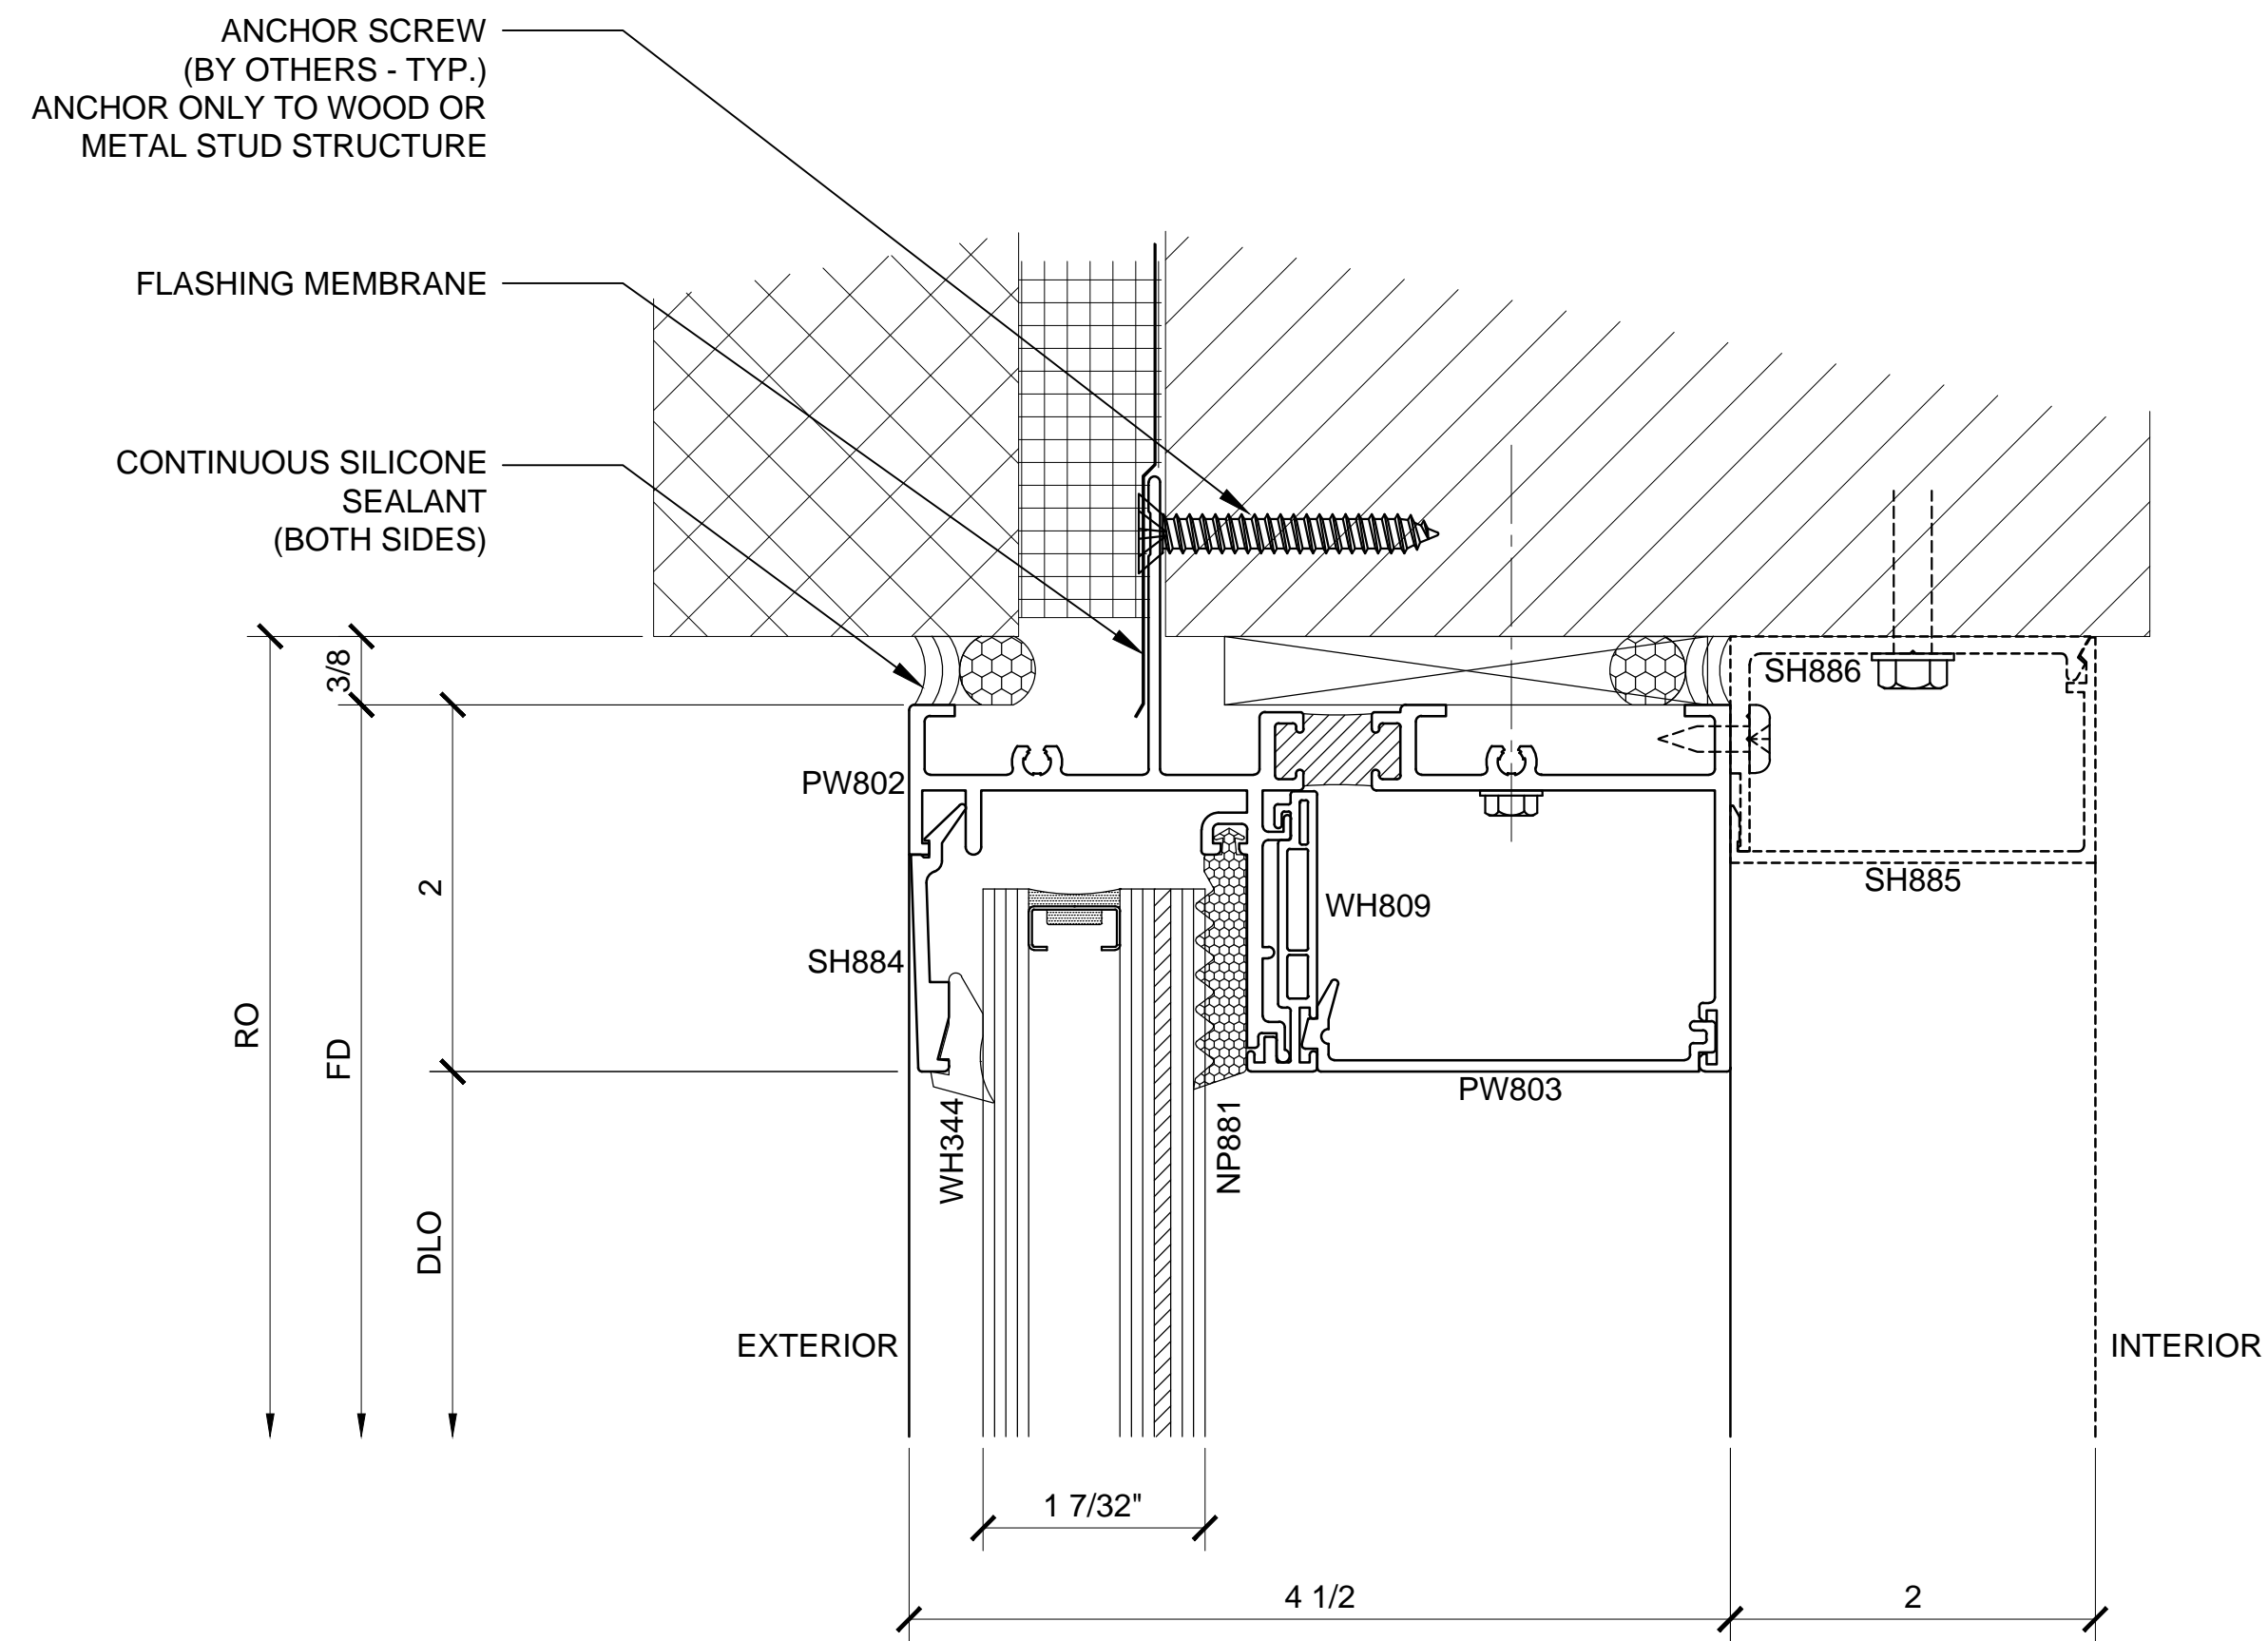 ANCHOR SCREW
(BY OTHERS - TYP.)
ANCHOR ONLY TO WOOD OR
METAL STUD STRUCTURE
FLASHING MEMBRANE
CONTINUOUS SILICONE
SEALANT
(BOTH SIDES)
3/8
SH886
PW802
2
SH885
WH809
SH884
RO
FD
PW803
WH344
NP881
DLO
EXTERIOR
INTERIOR
1 7/32"
4 1/2
2